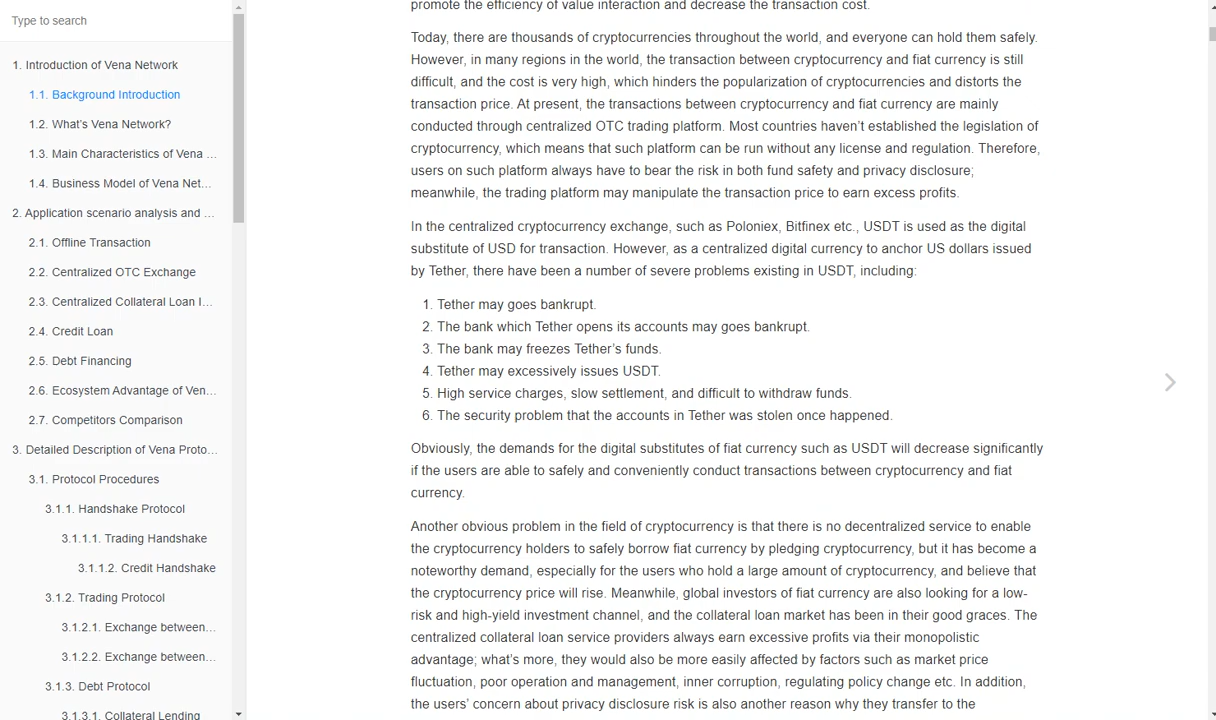 Type to search
1. Introduction of Vena Network
1.1. Background Introduction
1.2. What's Vena Network?
1.3. Main Characteristics of Vena ...
1.4. Business Model of Vena Net...
2. Application scenario analysis and ...
2.1. Offline Transaction
2.2. Centralized OTC Exchange
2.3. Centralized Collateral Loan I...
2.4. Credit Loan
2.5. Debt Financing
2.6. Ecosystem Advantage of Ven...
2.7. Competitors Comparison
3. Detailed Description of Vena Proto...
3.1. Protocol Procedures
3.1.1. Handshake Protocol
3.1.1.1. Trading Handshake
3.1.1.2. Credit Handshake
3.1.2. Trading Protocol
3.1.2.1. Exchange between...
3.1.2.2. Exchange between...
3.1.3. Debt Protocol
3.1.3.1. Collateral Lending
promote the efficiency of value interaction and decrease the transaction cost.
Today, there are thousands of cryptocurrencies throughout the world, and everyone can hold them safely.
However, in many regions in the world, the transaction between cryptocurrency and fiat currency is still
difficult, and the cost is very high, which hinders the popularization of cryptocurrencies and distorts the
transaction price. At present, the transactions between cryptocurrency and fiat currency are mainly
conducted through centralized OTC trading platform. Most countries haven't established the legislation of
cryptocurrency, which means that such platform can be run without any license and regulation. Therefore,
users on such platform always have to bear the risk in both fund safety and privacy disclosure;
meanwhile, the trading platform may manipulate the transaction price to earn excess profits.
In the centralized cryptocurrency exchange, such as Poloniex, Bitfinex etc., USDT is used as the digital
substitute of USD for transaction. However, as a centralized digital currency to anchor US dollars issued
by Tether, there have been a number of severe problems existing in USDT, including:
1. Tether may goes bankrupt.
2. The bank which Tether opens its accounts may goes bankrupt.
3. The bank may freezes Tether's funds.
4. Tether may excessively issues USDT.
5. High service charges, slow settlement, and difficult to withdraw funds.
6. The security problem that the accounts in Tether was stolen once happened.
Obviously, the demands for the digital substitutes of fiat currency such as USDT will decrease significantly
if the users are able to safely and conveniently conduct transactions between cryptocurrency and fiat
currency.
Another obvious problem in the field of cryptocurrency is that there is no decentralized service to enable
the cryptocurrency holders to safely borrow fiat currency by pledging cryptocurrency, but it has become a
noteworthy demand, especially for the users who hold a large amount of cryptocurrency, and believe that
the cryptocurrency price will rise. Meanwhile, global investors of fiat currency are also looking for a low-
risk and high-yield investment channel, and the collateral loan market has been in their good graces. The
centralized collateral loan service providers always earn excessive profits via their monopolistic
advantage; what's more, they would also be more easily affected by factors such as market price
fluctuation, poor operation and management, inner corruption, regulating policy change etc. In addition,
the users' concern about privacy disclosure risk is also another reason why they transfer to the